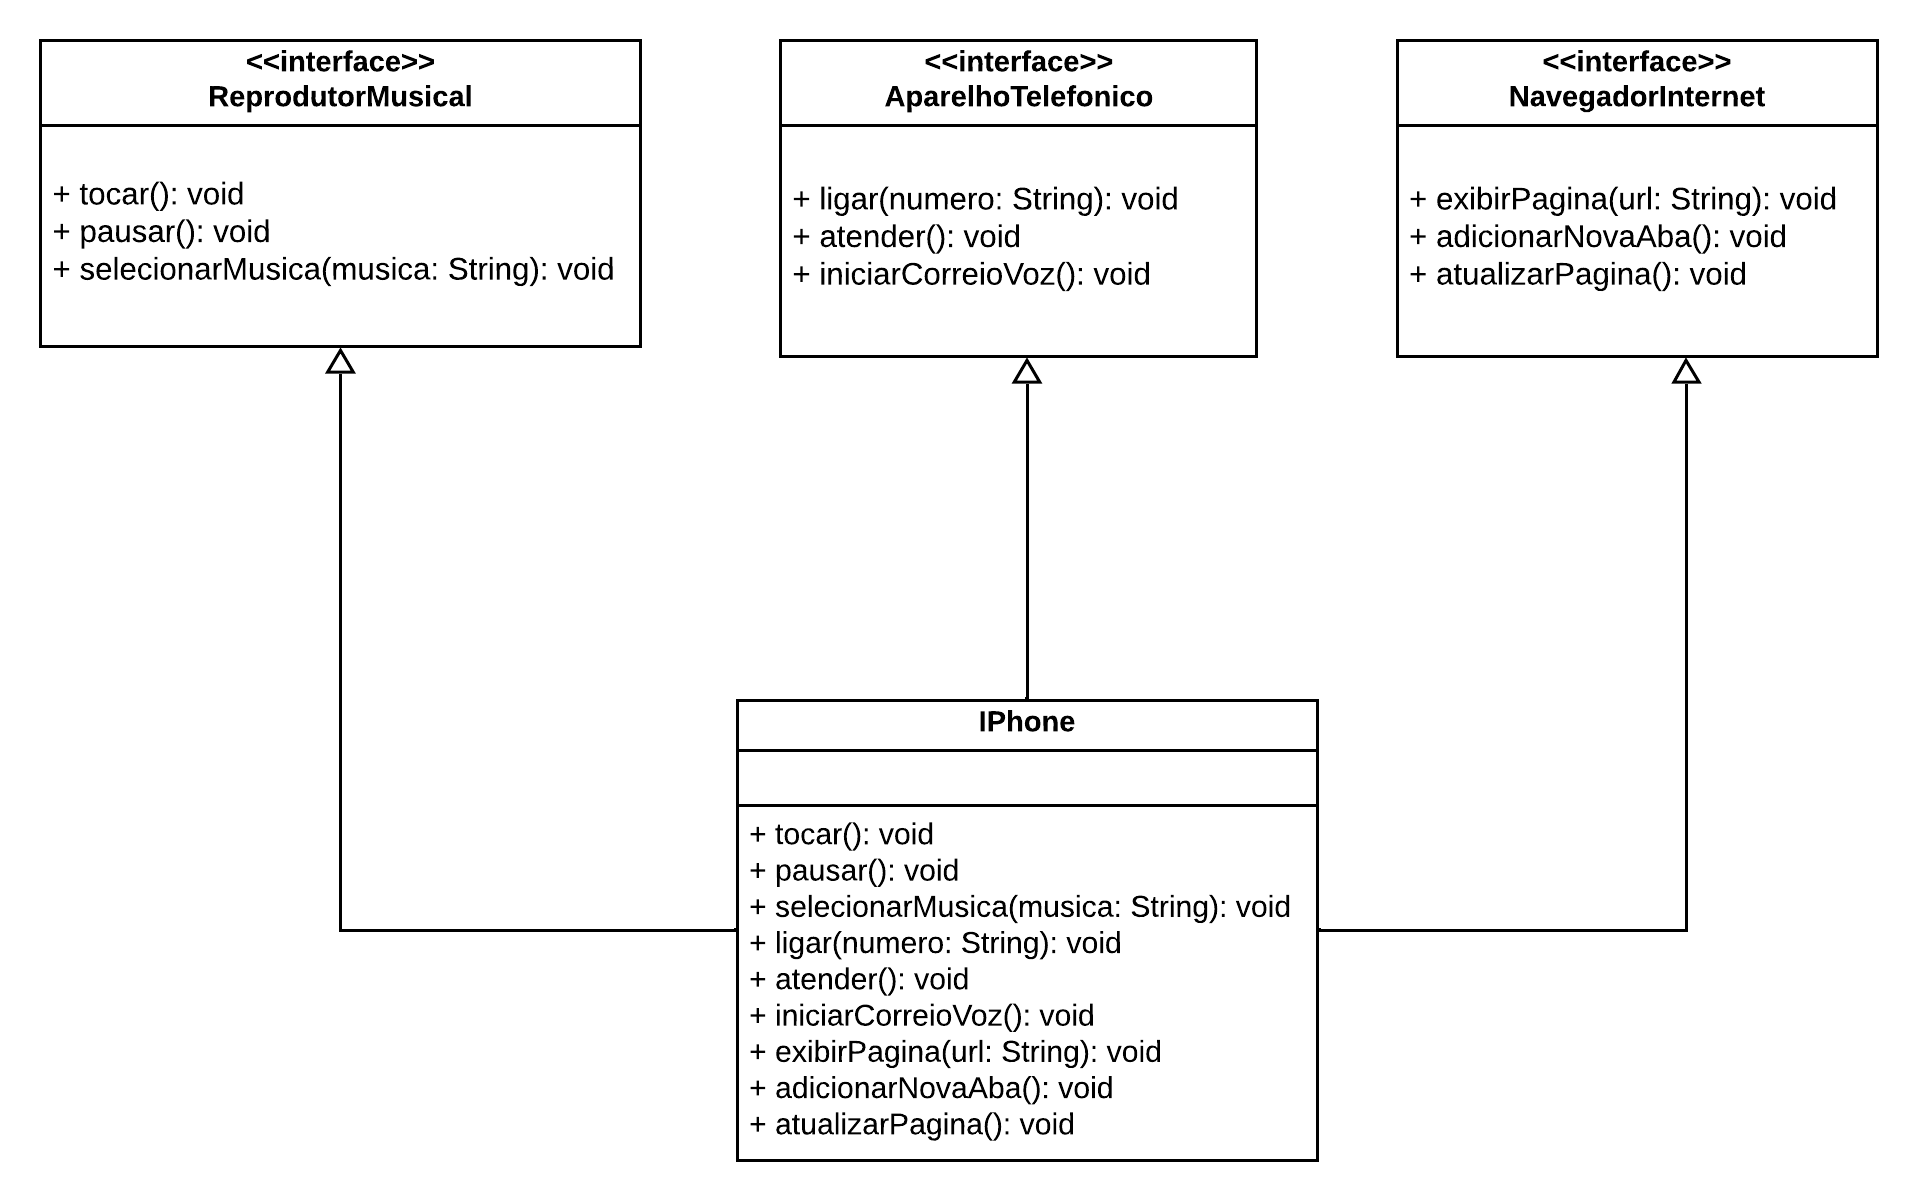 <<interface>>
ReprodutorMusical
+ tocar(): void
+ pausar(): void
+ selecionarMusica(musica: String): void
<<interface>>
AparelhoTelefonico
+ ligar(numero: String): void
+ atender(): void
+ iniciarCorreioVoz(): void
<<interface>>
NavegadorInternet
+ exibirPagina(url: String): void
+ adicionarNovaAba(): void
+ atualizarPagina(): void
IPhone
+ tocar(): void
+ pausar(): void
+ selecionarMusica(musica: String): void
+ ligar(numero: String): void
+ atender(): void
+ iniciarCorreioVoz(): void
+ exibirPagina(url: String): void
+ adicionarNovaAba(): void
+ atualizarPagina(): void